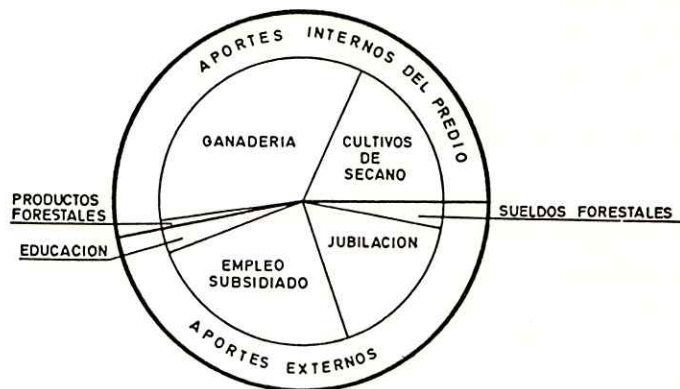 APORTES INTERNOS DEL PREDIO
GANADERIA
CULTIVOS
DE
SECANO
PRODUCTOS
FORESTALES
SUELDOS FORESTALES
EDUCACION
JUBILACION
EMPLEO
SUBSIDIADO
APORTES EXTERNOS